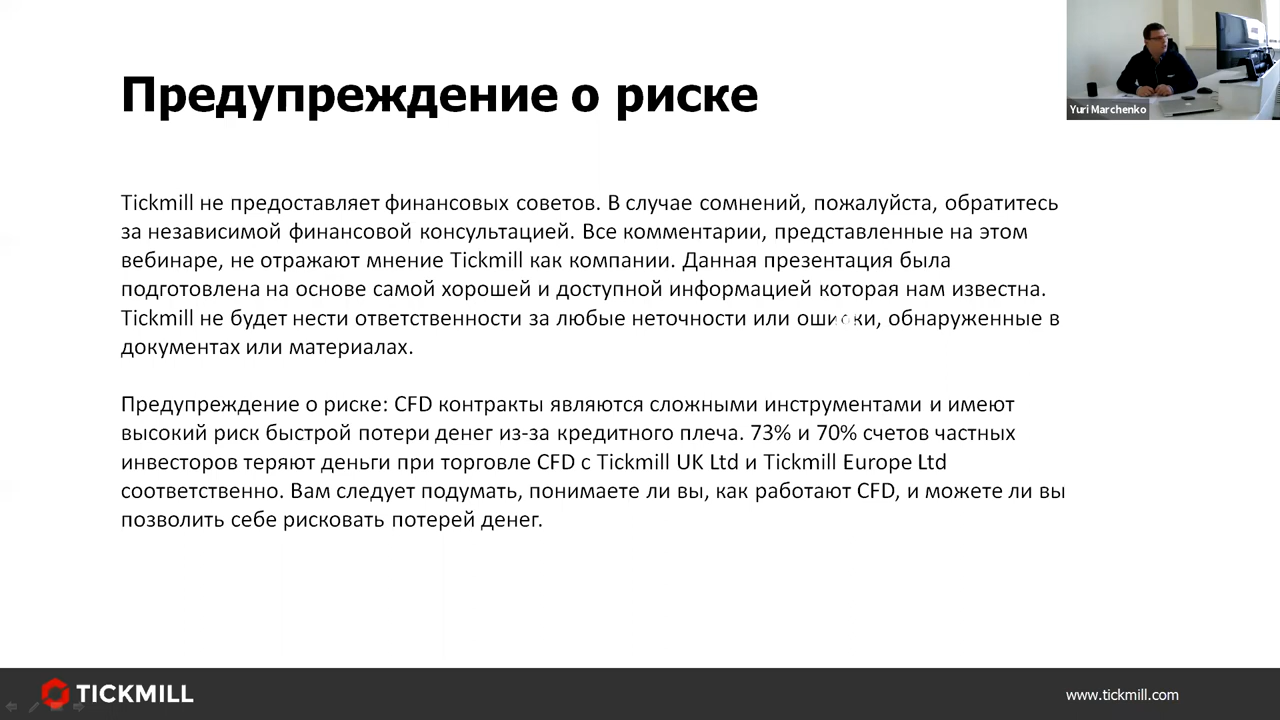 Предупреждение о риске
Yuri Marchenko
Tickmill не предоставляет финансовых советов. В случае сомнений, пожалуйста, обратитесь
за независимой финансовой консультацией. Все комментарии, представленные на этом
вебинаре, не отражают мнение Tickmill как компании. Данная презентация была
подготовлена на основе самой хорошей и доступной информацией которая нам известна.
Tickmill не будет нести ответственности за любые неточности или ошибки, обнаруженные в
документах или материалах.
Предупреждение о риске: CFD контракты являются сложными инструментами и имеют
высокий риск быстрой потери денег из-за кредитного плеча. 73% и 70% счетов частных
инвесторов теряют деньги при торговле CFD с Tickmill UK Ltd и Tickmill Europe Ltd
соответственно. Вам следует подумать, понимаете ли вы, как работают CFD, и можете ли вы
позволить себе рисковать потерей денег.
TICKMILL
www.tickmill.com